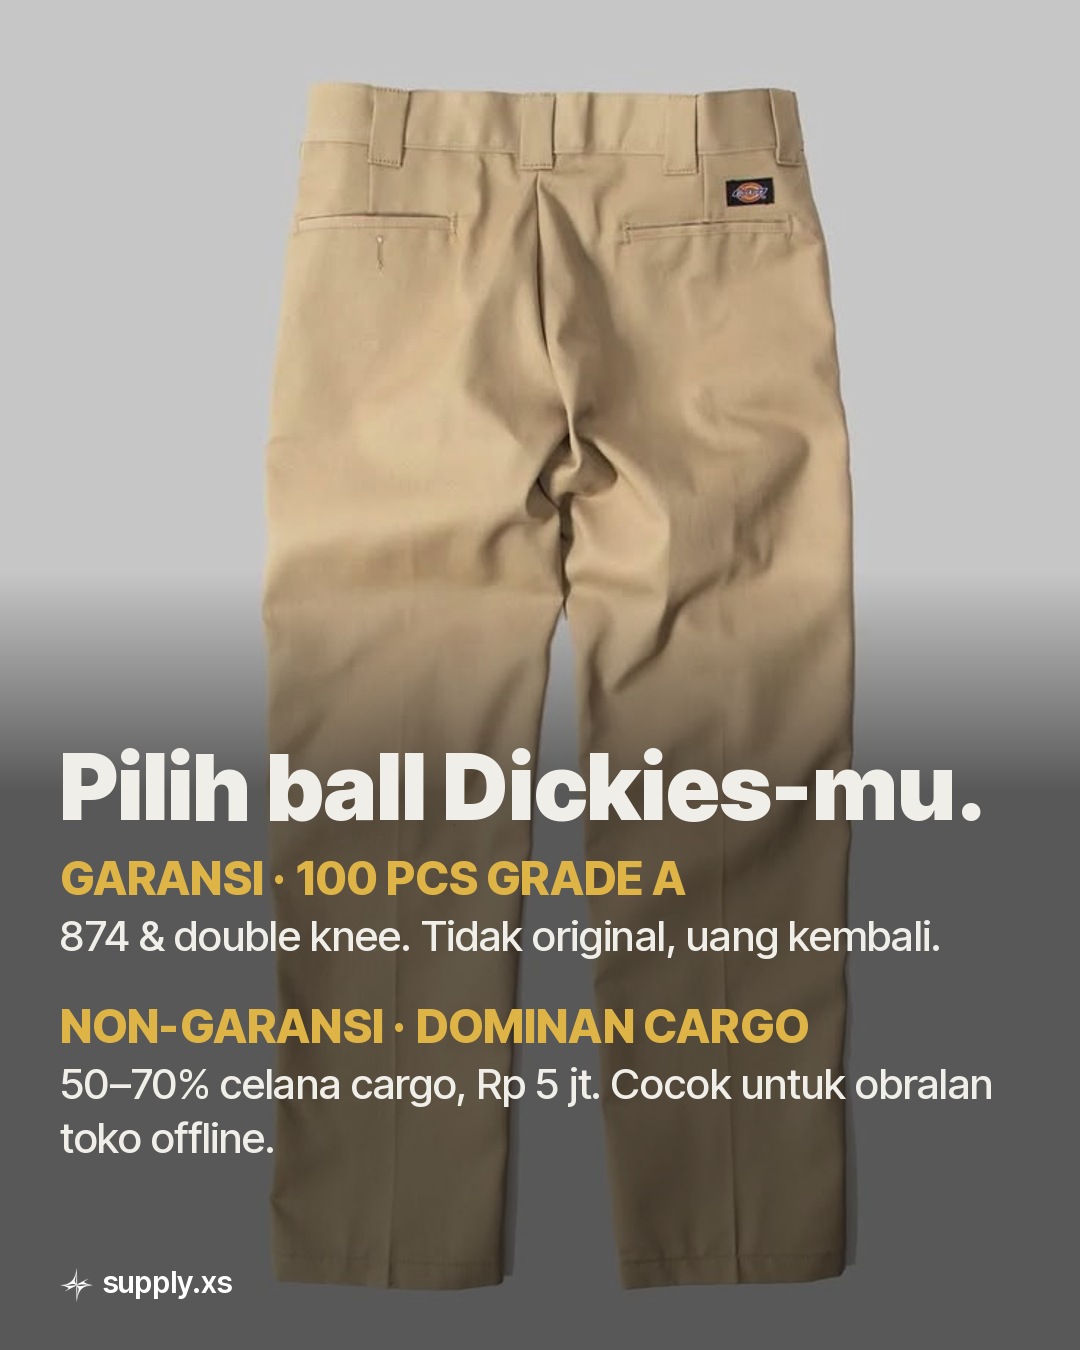 Pilih ball Dickies-mu.
GARANSI · 100 PCS GRADE A
874 & double knee. Tidak original, uang kembali.
NON-GARANSI · DOMINAN CARGO
50–70% celana cargo, Rp 5 jt. Cocok untuk obralan
toko offline.
supply.xs